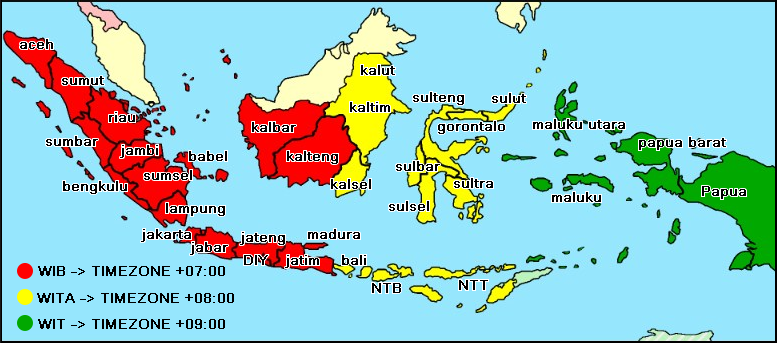 aceh
sumut
riau
sumbar
jambi
babel
sumsel
bengkulu
lampung
jakarta
jabar
jateng
DIY
madura
jatim
bali
kalbar
kalteng
kalut
kaltim
kalsel
sulteng
sulut
gorontalo
sulbar
sultra
sulsel
NTB
NTT
maluku utara
maluku
papua barat
Papua
WIB -> TIMEZONE +07:00
WITA -> TIMEZONE +08:00
WIT -> TIMEZONE +09:00